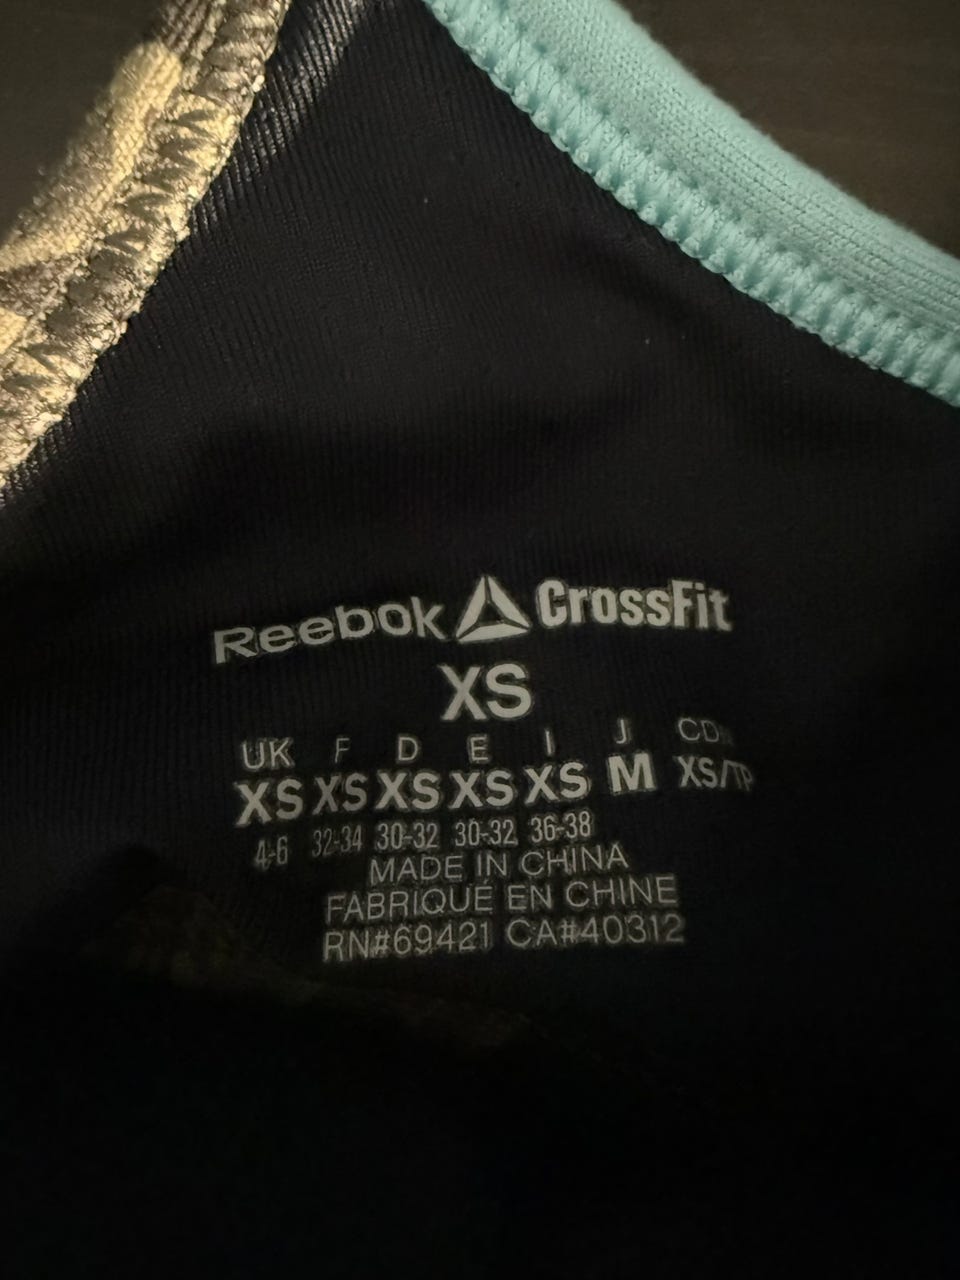 Reebok CrossFit
XS
UK F D E I J CDN
XS XS XS XS XS M XS/TP
4-6 32-34 30-32 30-32 36-38
MADE IN CHINA
FABRIQUÉ EN CHINE
RN#69421 CA#40312